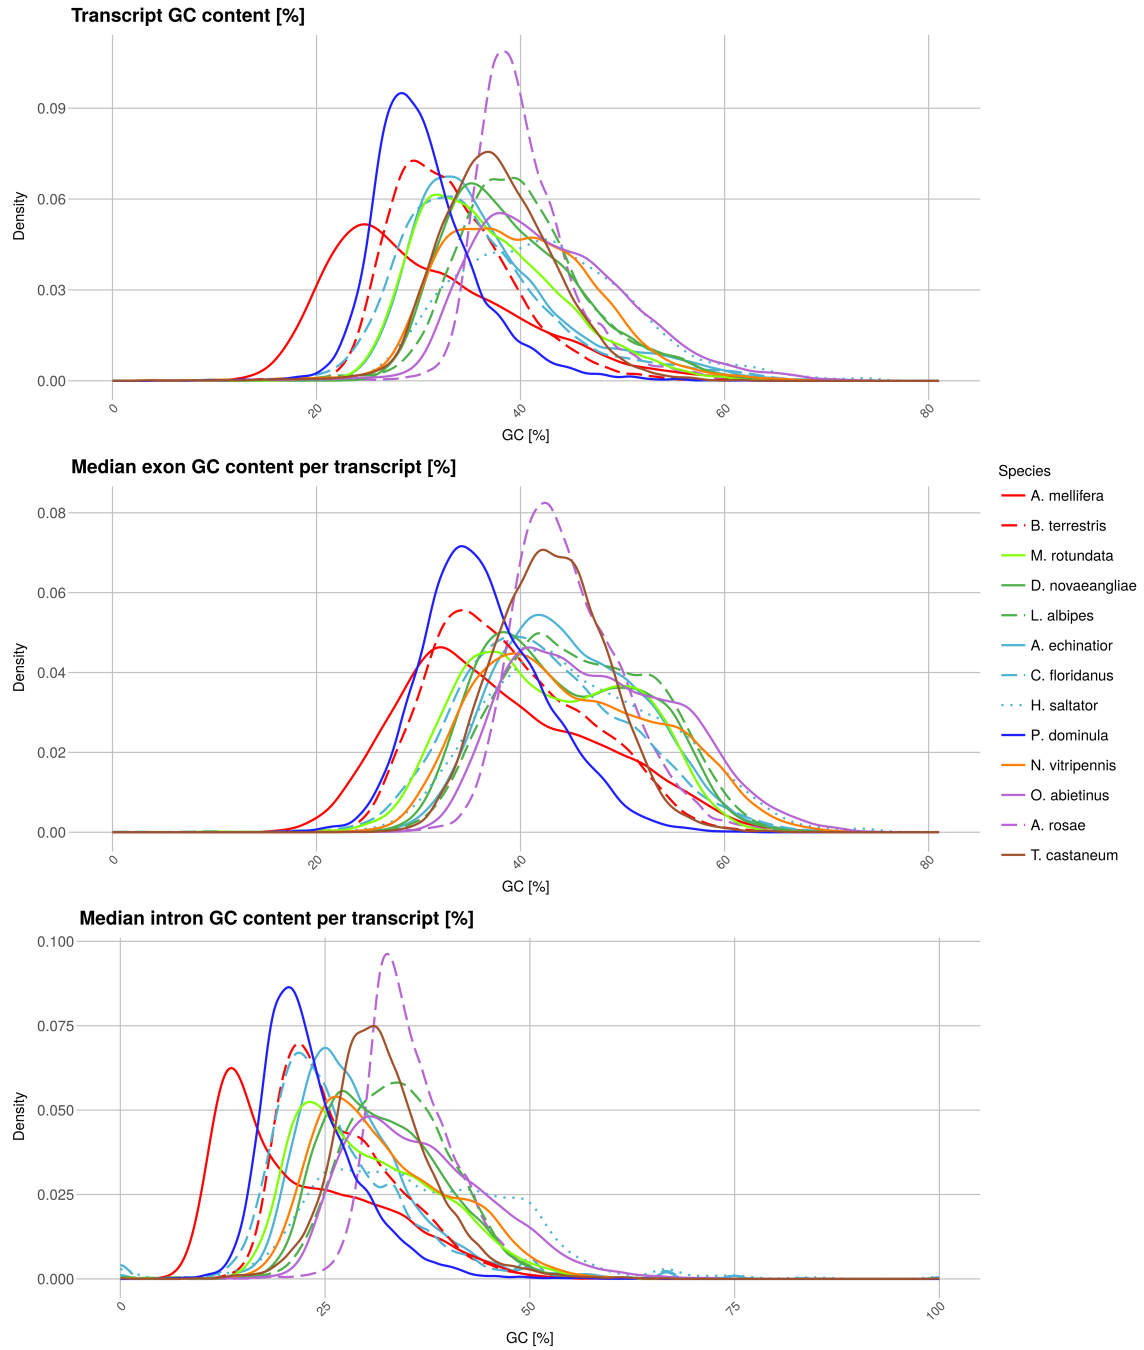 Transcript GC content [%]
Density
0.09
0.06
0.03
0.00
0
20
40
60
80
GC [%]
Median exon GC content per transcript [%]
Density
0.08
0.06
0.04
0.02
0.00
0
20
40
60
80
GC [%]
Species
A. mellifera
B. terrestris
M. rotundata
D. novaeangliae
L. albipes
A. echinatior
C. floridanus
H. saltator
P. dominula
N. vitripennis
O. abietinus
A. rosae
T. castaneum
Median intron GC content per transcript [%]
Density
0.100
0.075
0.050
0.025
0.000
0
25
50
75
100
GC [%]